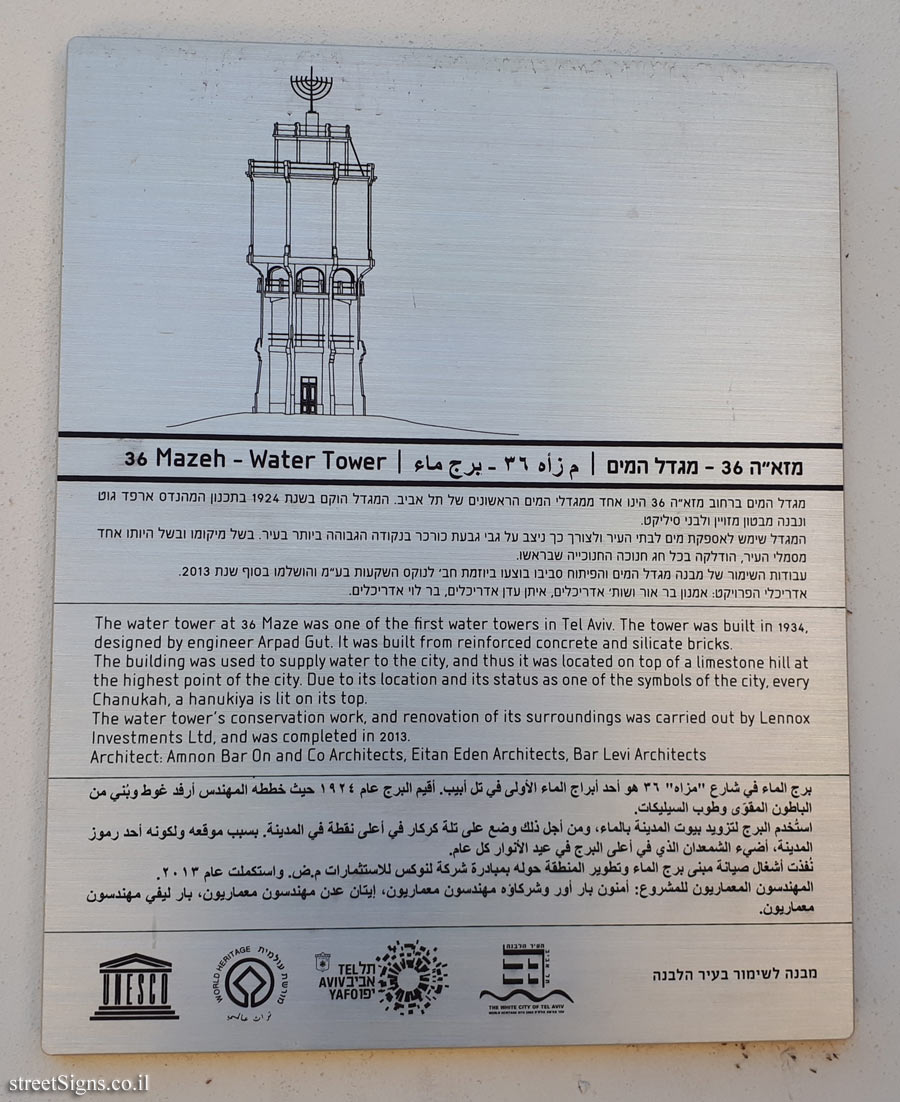 36 Mazeh - Water Tower | م زأه ٣٦ - برج ماء | מזא״ה 36 - מגדל המים
מגדל המים ברחוב מזא״ה 36 הינו אחד ממגדלי המים הראשונים של תל אביב. המגדל הוקם בשנת 1924 בתכנון המהנדס ארפד גוט
ונבנה מבטון מזויין ולבני סיליקט.
המגדל שימש לאספקת מים לבתי העיר ולצורך כך ניצב על גבי גבעת כורכר בנקודה הגבוהה ביותר בעיר. בשל מיקומו ובשל היותו אחד
מסמלי העיר, הודלקה בכל חג חנוכה החנוכייה שבראשו.
עבודות השימור של מבנה מגדל המים והפיתוח סביבו בוצעו ביוזמת חב׳ לנוקס השקעות בע״מ והושלמו בסוף שנת 2013.
אדריכלי הפרויקט: אמנון בר אור ושות׳ אדריכלים, איתן עדן אדריכלים, בר לוי אדריכלים.
The water tower at 36 Maze was one of the first water towers in Tel Aviv. The tower was built in 1934,
designed by engineer Arpad Gut. It was built from reinforced concrete and silicate bricks.
The building was used to supply water to the city, and thus it was located on top of a limestone hill at
the highest point of the city. Due to its location and its status as one of the symbols of the city, every
Chanukah, a hanukiya is lit on its top.
The water tower's conservation work, and renovation of its surroundings was carried out by Lennox
Investments Ltd, and was completed in 2013.
Architect: Amnon Bar On and Co Architects, Eitan Eden Architects, Bar Levi Architects
برج الماء في شارع "مزاه" ٣٦ هو أحد أبراج الماء الأولى في تل أبيب. أقيم البرج عام ١٩٢٤ حيث خططه المهندس أرفد غوط وبُني من
الباطون المقوّى وطوب السيليكات.
استُخدم البرج لتزويد بيوت المدينة بالماء، ومن أجل ذلك وضع على تلة كركار في أعلى نقطة في المدينة. بسبب موقعه ولكونه أحد رموز
المدينة، أضيء الشمعدان الذي في أعلى البرج في عيد الأنوار كل عام.
نُفذت أشغال صيانة مبنى برج الماء وتطوير المنطقة حوله بمبادرة شركة لنوكس للاستثمارات م.ض. واستكملت عام ٢٠١٣.
المهندسون المعماريون للمشروع: أمنون بار أور وشركاؤه مهندسون معماريون، إيتان عدن مهندسون معماريون، بار ليفي مهندسون
معماريون.
מבנה לשימור בעיר הלבנה
העיר הלבנה
תל אביב
THE WHITE CITY OF TEL AVIV
TEL תל
AVIV אביב
YAFO יפו
WORLD HERITAGE
מורשת עולמית
UNESCO
streetSigns.co.il